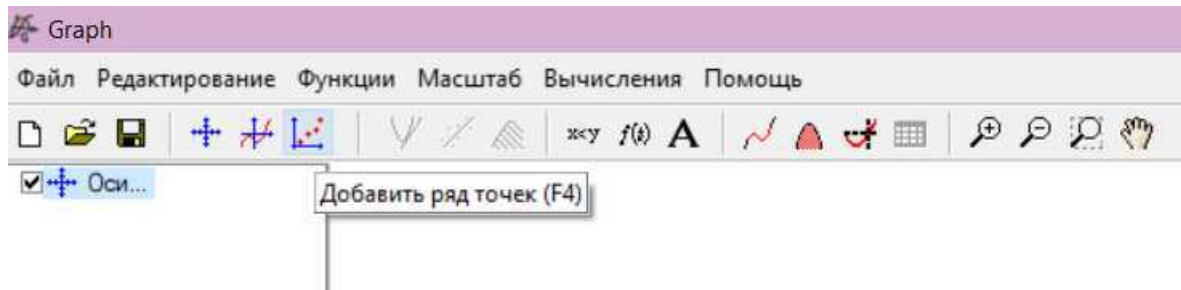 Graph
Файл Редактирование Функции Масштаб Вычисления Помощь
x<y f(t) A
Оси...
Добавить ряд точек (F4)